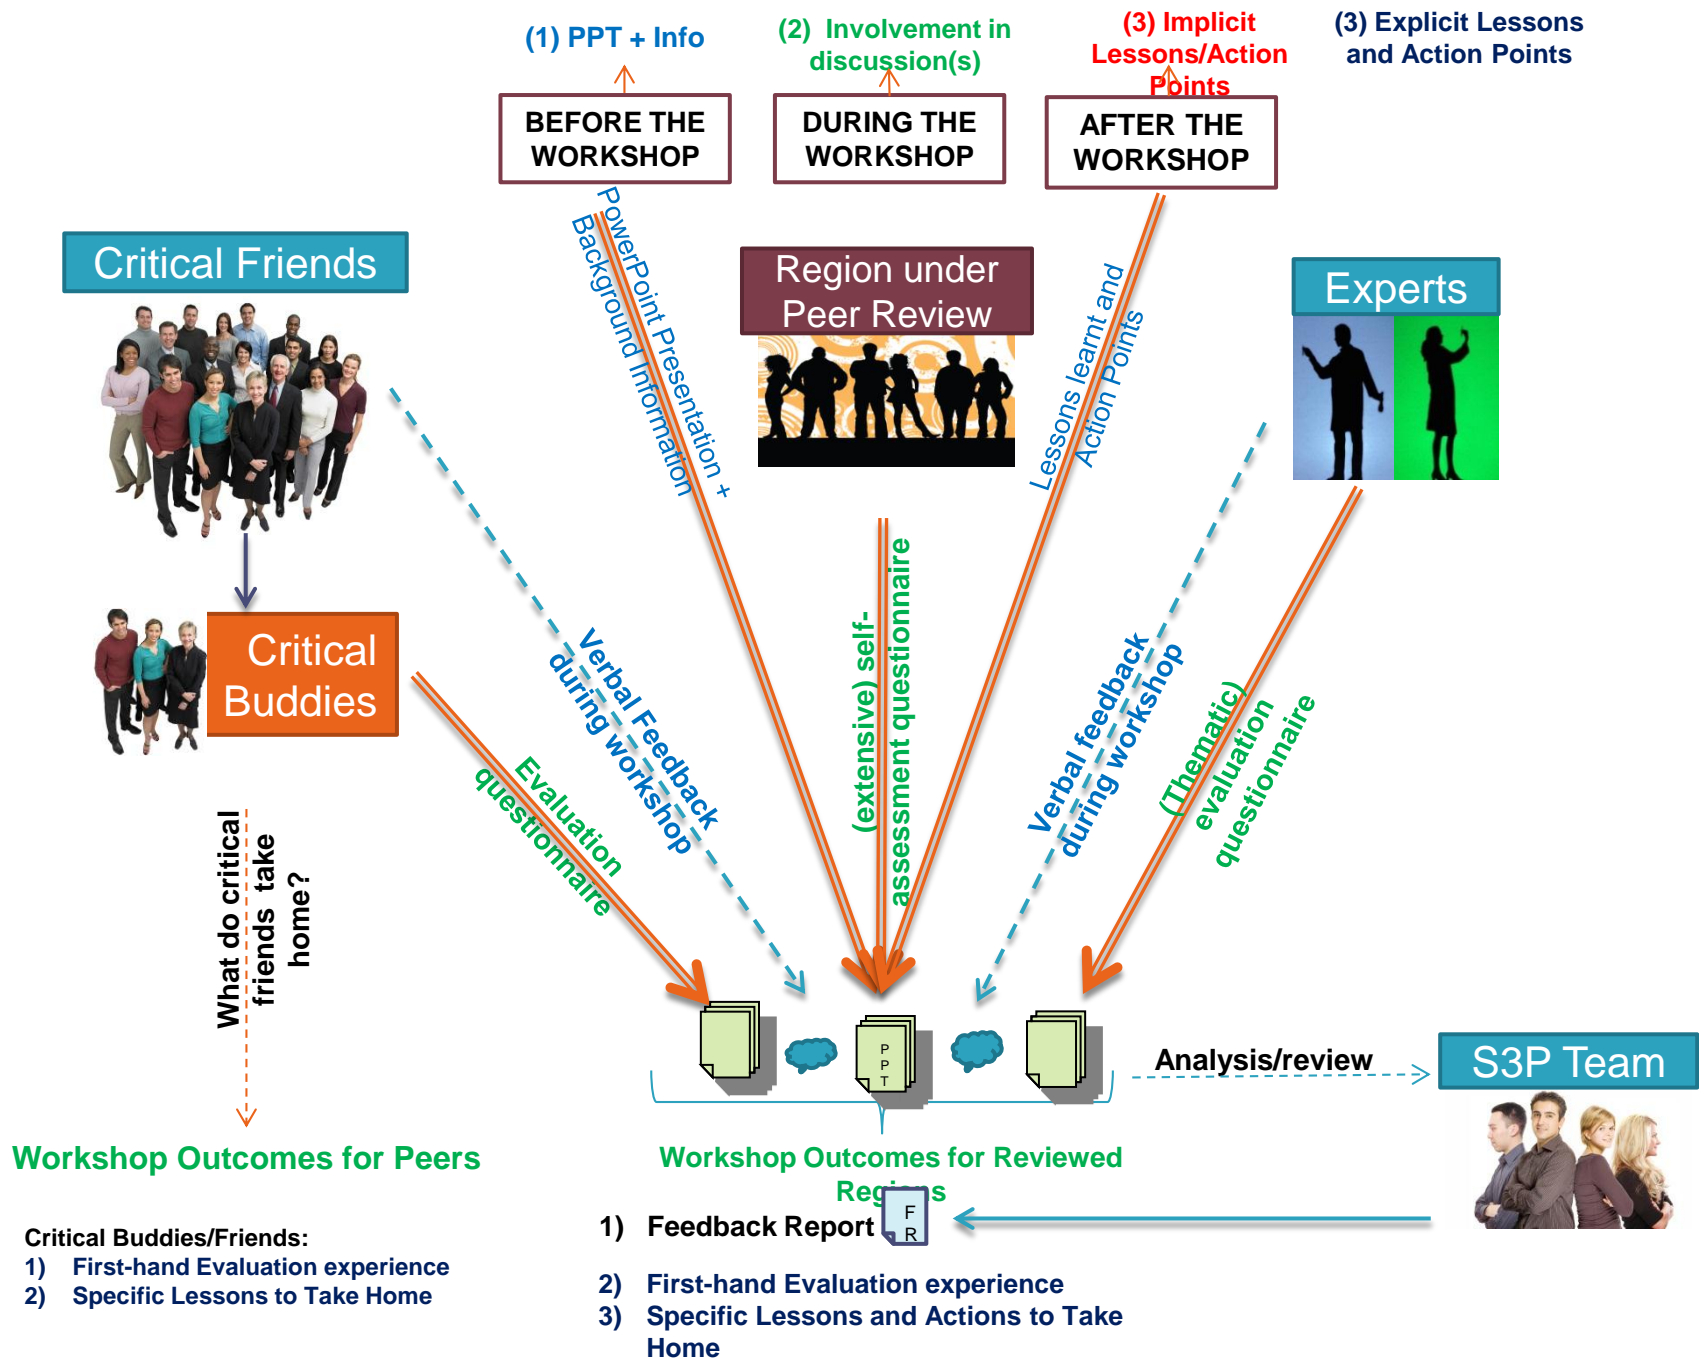 (1) PPT + Info
(2) Involvement in
discussion(s)
(3) Implicit
Lessons/Action
Points
(3) Explicit Lessons
and Action Points
BEFORE THE
WORKSHOP
DURING THE
WORKSHOP
AFTER THE
WORKSHOP
Critical Friends
Region under
Peer Review
Experts
PowerPoint Presentation +
Background Information
Lessons learnt and
Action Points
Critical
Buddies
Verbal Feedback
during workshop
(extensive) self-
assessment questionnaire
Verbal feedback
during workshop
(Thematic)
evaluation
questionnaire
Evaluation
questionnaire
What do critical
friends take
home?
P
P
T
Analysis/review
S3P Team
Workshop Outcomes for Peers
Workshop Outcomes for Reviewed
Regions
Critical Buddies/Friends:
1) First-hand Evaluation experience
2) Specific Lessons to Take Home
1) Feedback Report
F
R
2) First-hand Evaluation experience
3) Specific Lessons and Actions to Take
Home